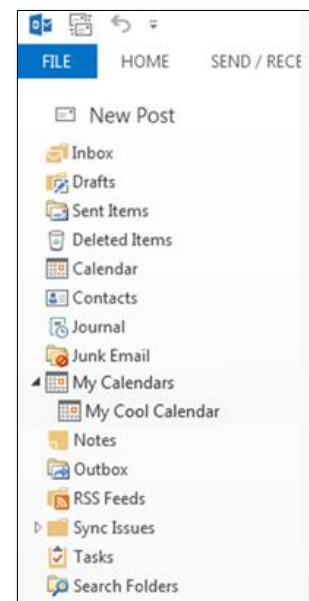 FILE HOME SEND / RECE
New Post
Inbox
Drafts
Sent Items
Deleted Items
Calendar
Contacts
Journal
Junk Email
My Calendars
My Cool Calendar
Notes
Outbox
RSS Feeds
Sync Issues
Tasks
Search Folders